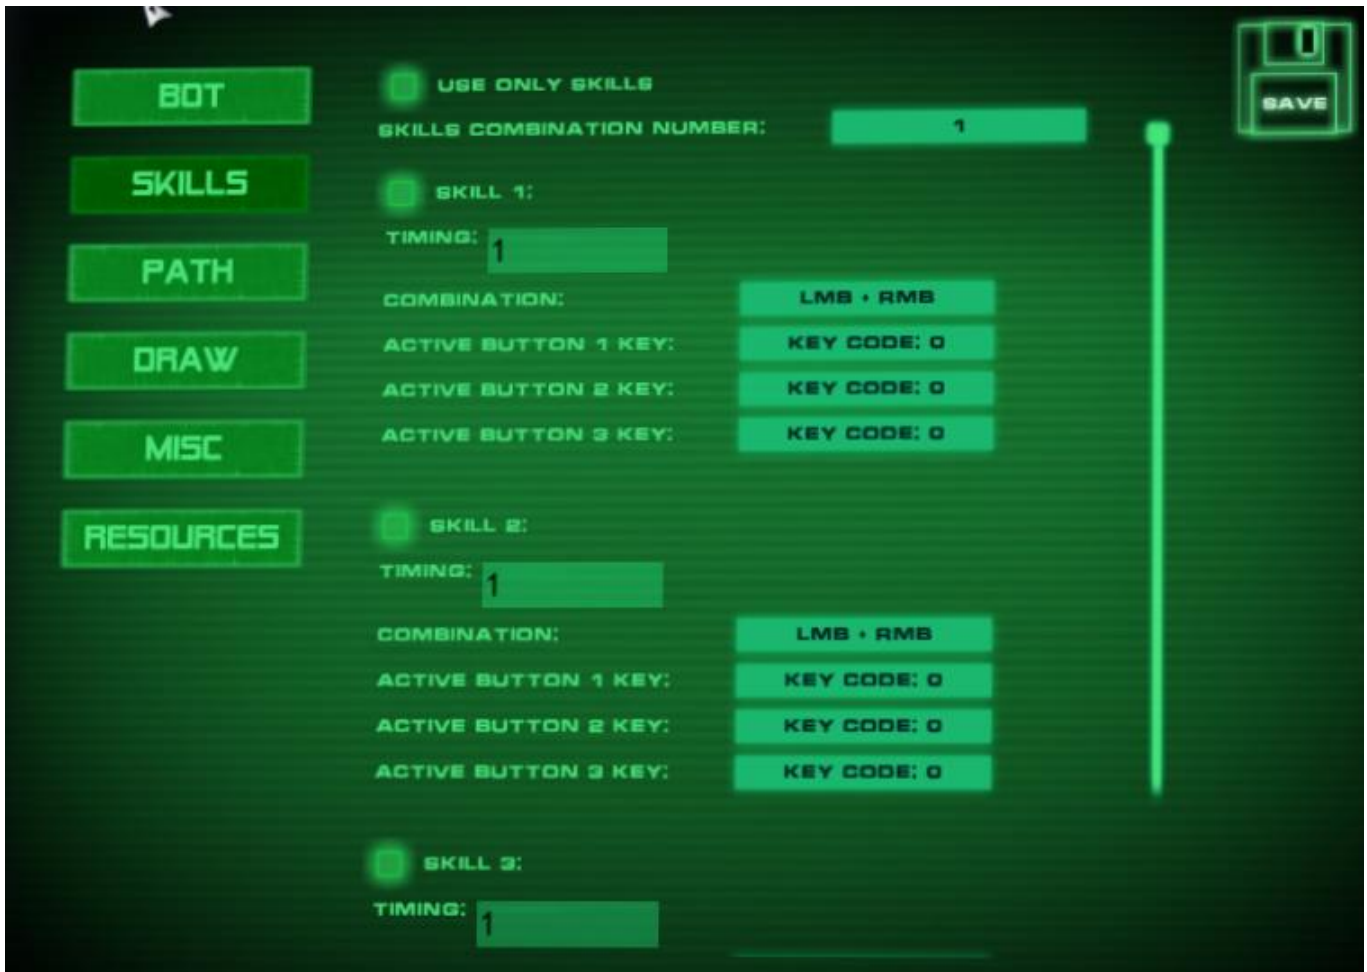 BOT
SKILLS
PATH
DRAW
MISC
RESOURCES
USE ONLY SKILLS
SKILLS COMBINATION NUMBER: 1
SKILL 1:
TIMING: 1
COMBINATION: LMB + RMB
ACTIVE BUTTON 1 KEY: KEY CODE: 0
ACTIVE BUTTON 2 KEY: KEY CODE: 0
ACTIVE BUTTON 3 KEY: KEY CODE: 0
SKILL 2:
TIMING: 1
COMBINATION: LMB + RMB
ACTIVE BUTTON 1 KEY: KEY CODE: 0
ACTIVE BUTTON 2 KEY: KEY CODE: 0
ACTIVE BUTTON 3 KEY: KEY CODE: 0
SKILL 3:
TIMING: 1
SAVE